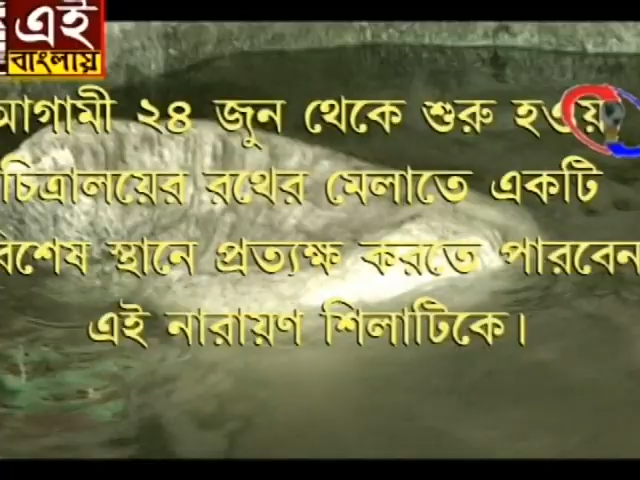 এই
বাংলায়
আগামী ২৪ জুন থেকে শুরু হওয়া
চিত্রালয়ের রথের মেলাতে একটি
বিশেষ স্থানে প্রত্যক্ষ করতে পারবেন
এই নারায়ণ শিলাটিকে।